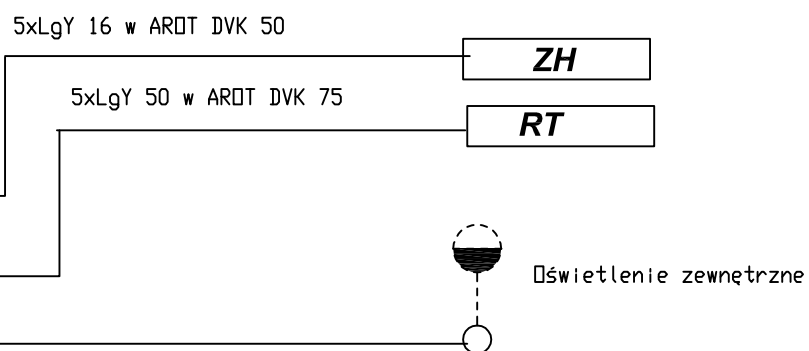 5xLgY 16 w AROT DVK 50
ZH
5xLgY 50 w AROT DVK 75
RT
Oświetlenie zewnętrzne